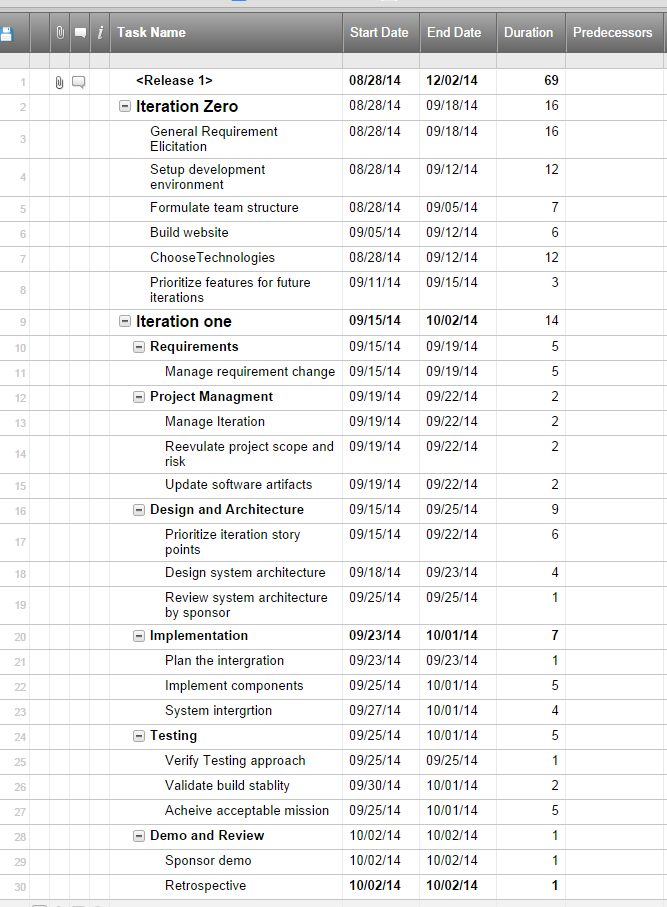 i Task Name Start Date End Date Duration Predecessors
1 <Release 1> 08/28/14 12/02/14 69
2 Iteration Zero 08/28/14 09/18/14 16
3 General Requirement Elicitation 08/28/14 09/18/14 16
4 Setup development environment 08/28/14 09/12/14 12
5 Formulate team structure 08/28/14 09/05/14 7
6 Build website 09/05/14 09/12/14 6
7 ChooseTechnologies 08/28/14 09/12/14 12
8 Prioritize features for future iterations 09/11/14 09/15/14 3
9 Iteration one 09/15/14 10/02/14 14
10 Requirements 09/15/14 09/19/14 5
11 Manage requirement change 09/15/14 09/19/14 5
12 Project Managment 09/19/14 09/22/14 2
13 Manage Iteration 09/19/14 09/22/14 2
14 Reevulate project scope and risk 09/19/14 09/22/14 2
15 Update software artifacts 09/19/14 09/22/14 2
16 Design and Architecture 09/15/14 09/25/14 9
17 Prioritize iteration story points 09/15/14 09/22/14 6
18 Design system architecture 09/18/14 09/23/14 4
19 Review system architecture by sponsor 09/25/14 09/25/14 1
20 Implementation 09/23/14 10/01/14 7
21 Plan the intergration 09/23/14 09/23/14 1
22 Implement components 09/25/14 10/01/14 5
23 System intergrtion 09/27/14 10/01/14 4
24 Testing 09/25/14 10/01/14 5
25 Verify Testing approach 09/25/14 09/25/14 1
26 Validate build stablity 09/30/14 10/01/14 2
27 Acheive acceptable mission 09/25/14 10/01/14 5
28 Demo and Review 10/02/14 10/02/14 1
29 Sponsor demo 10/02/14 10/02/14 1
30 Retrospective 10/02/14 10/02/14 1